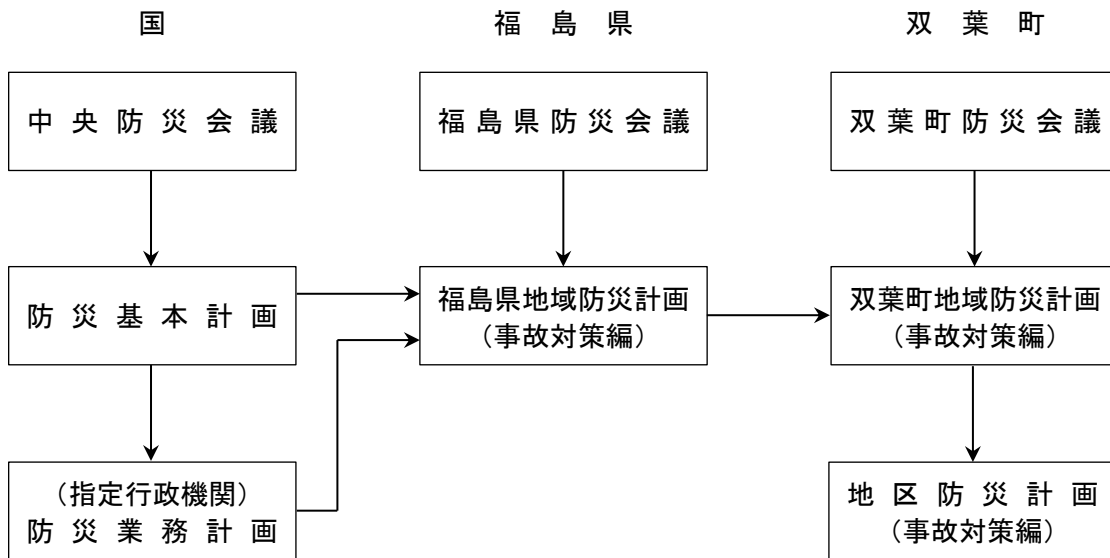 国
福島県
双葉町
中央防災会議
福島県防災会議
双葉町防災会議
防災基本計画
福島県地域防災計画
（事故対策編）
双葉町地域防災計画
（事故対策編）
（指定行政機関）
防災業務計画
地区防災計画
（事故対策編）